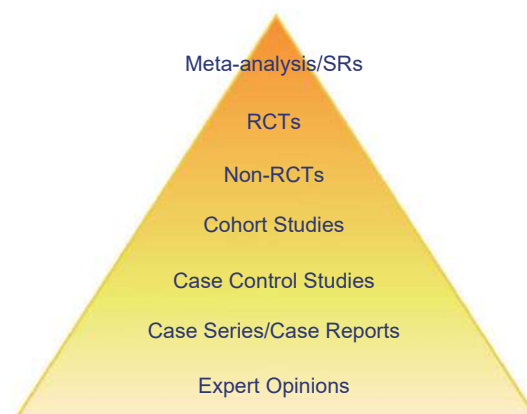 Meta-analysis/SRs
RCTs
Non-RCTs
Cohort Studies
Case Control Studies
Case Series/Case Reports
Expert Opinions